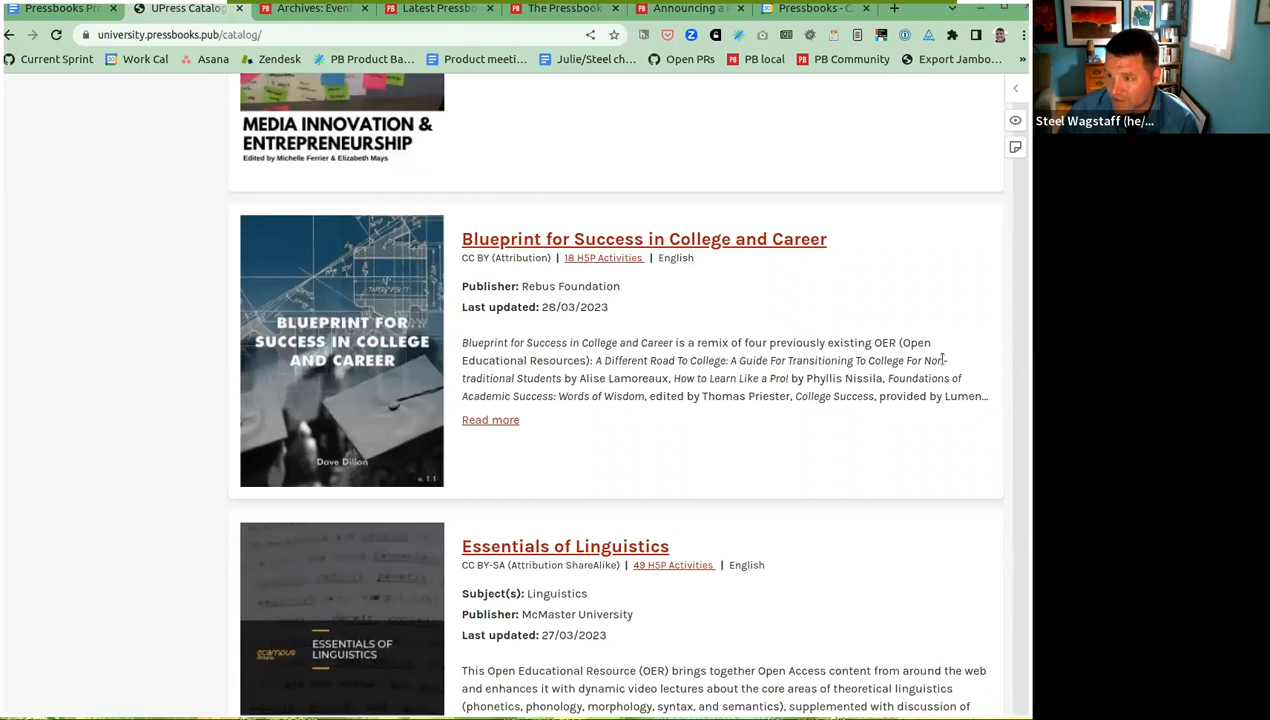 Pressbooks Pr
UPress Catalog
Archives: Event
Latest Pressb
The Pressbook
Announcing a
Pressbooks - C
university.pressbooks.pub/catalog/
Current Sprint
Work Cal
Asana
Zendesk
PB Product Ba...
Product meeti...
Julie/Steel ch...
Open PRs
PB local
PB Community
Export Jambo...
»
Steel Wagstaff (he/...
MEDIA INNOVATION &
ENTREPRENEURSHIP
Edited by Michelle Ferrier & Elizabeth Mays
BLUEPRINT FOR
SUCCESS IN COLLEGE
AND CAREER
Dave Dillon
v. 1.1
Blueprint for Success in College and Career
CC BY (Attribution) | 18 H5P Activities | English
Publisher: Rebus Foundation
Last updated: 28/03/2023
Blueprint for Success in College and Career is a remix of four previously existing OER (Open
Educational Resources): A Different Road To College: A Guide For Transitioning To College For Non-
traditional Students by Alise Lamoreaux, How to Learn Like a Pro! by Phyllis Nissila, Foundations of
Academic Success: Words of Wisdom, edited by Thomas Priester, College Success, provided by Lumen...
Read more
eCampus
ESSENTIALS OF
LINGUISTICS
Essentials of Linguistics
CC BY-SA (Attribution ShareAlike) | 49 H5P Activities | English
Subject(s): Linguistics
Publisher: McMaster University
Last updated: 27/03/2023
This Open Educational Resource (OER) brings together Open Access content from around the web
and enhances it with dynamic video lectures about the core areas of theoretical linguistics
(phonetics, phonology, morphology, syntax, and semantics), supplemented with discussion of